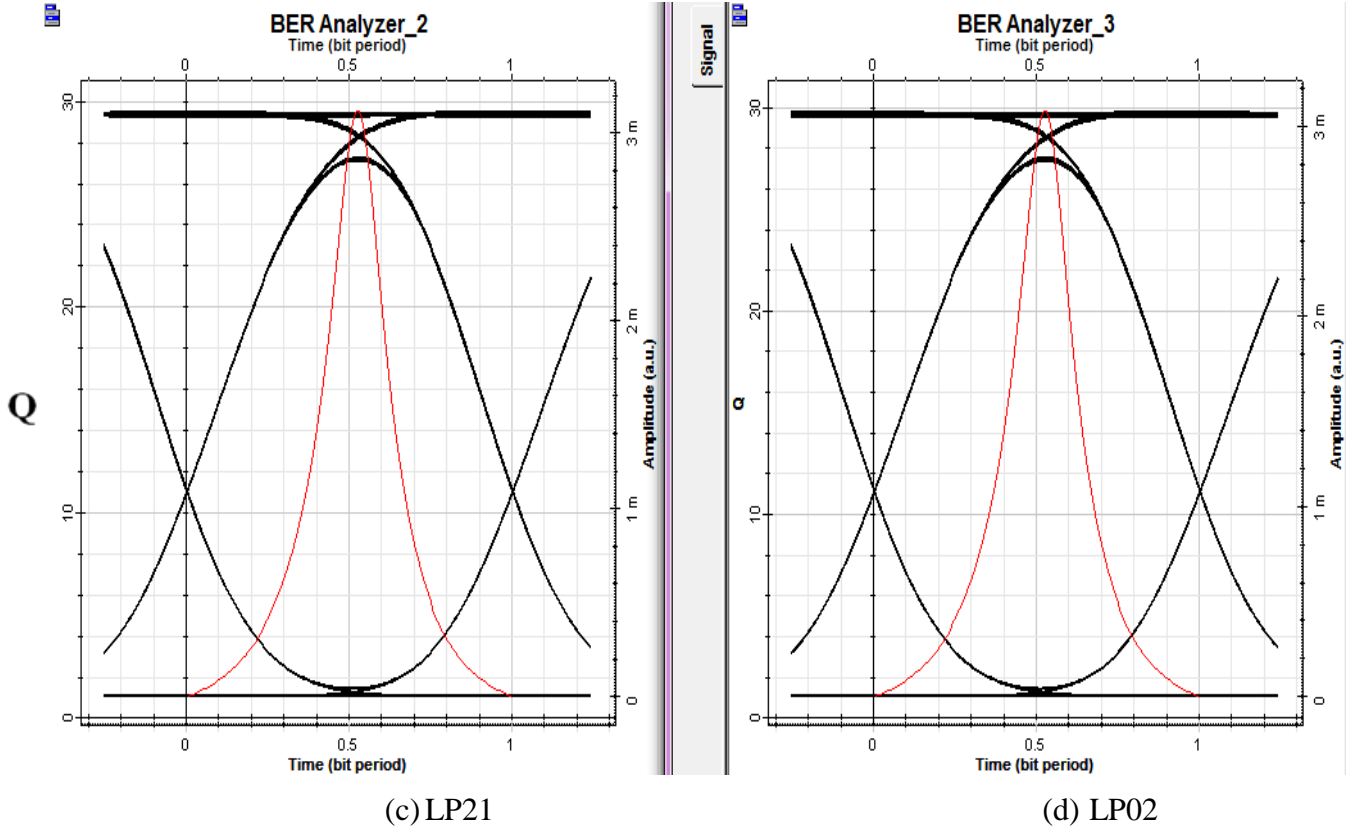 BER Analyzer_2
Time (bit period)
0 0.5 1
30
20
10
0
Q
3 m
2 m
1 m
0
Amplitude (a.u.)
0 0.5 1
Time (bit period)
(c) LP21
Signal
BER Analyzer_3
Time (bit period)
0 0.5 1
30
20
10
0
Q
3 m
2 m
1 m
0
Amplitude (a.u.)
0 0.5 1
Time (bit period)
(d) LP02